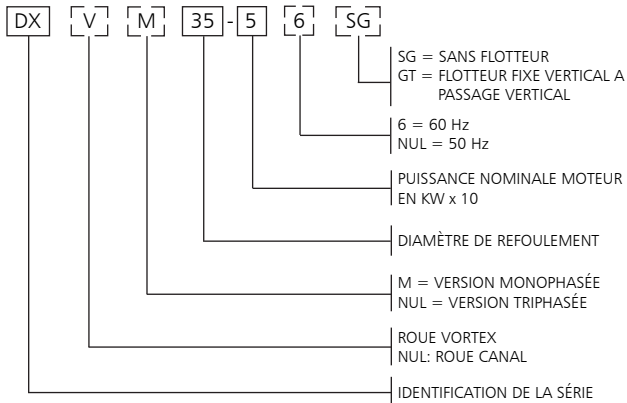 DX V M 35 - 5 6 SG
SG = SANS FLOTTEUR
GT = FLOTTEUR FIXE VERTICAL A
PASSAGE VERTICAL
6 = 60 Hz
NUL = 50 Hz
PUISSANCE NOMINALE MOTEUR
EN KW x 10
DIAMÈTRE DE REFOULEMENT
M = VERSION MONOPHASÉE
NUL = VERSION TRIPHASÉE
ROUE VORTEX
NUL: ROUE CANAL
IDENTIFICATION DE LA SÉRIE